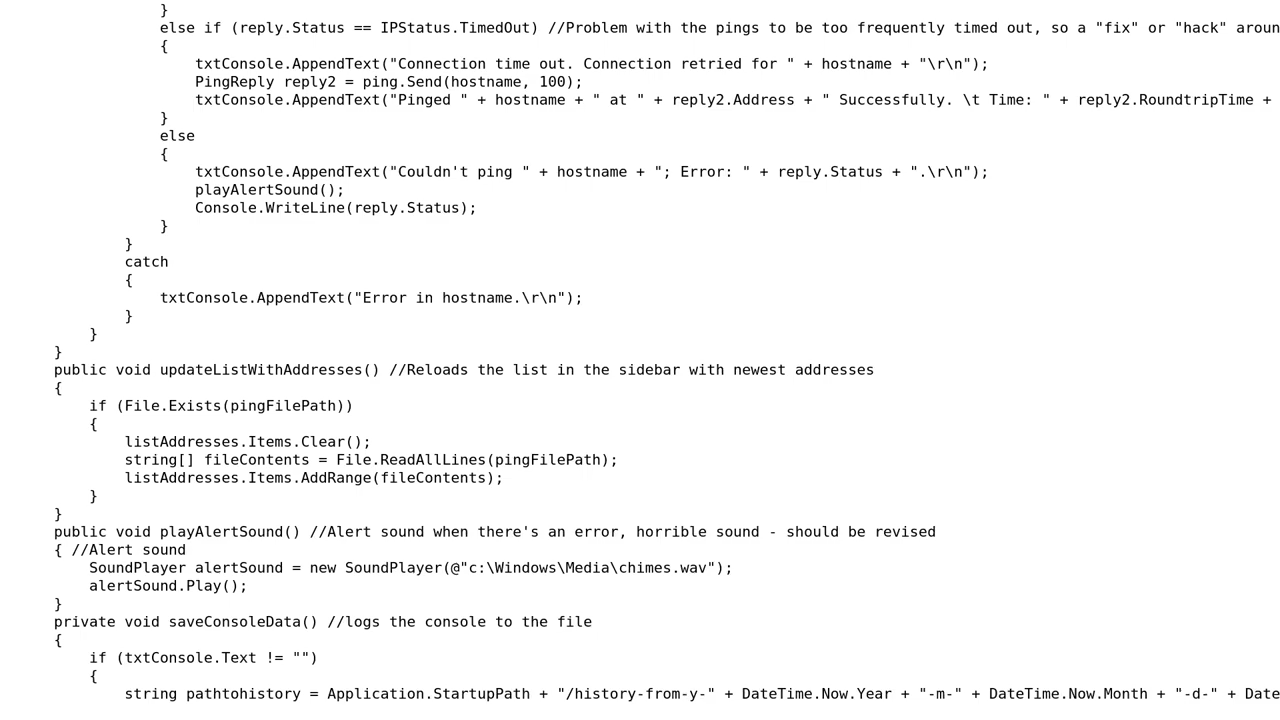 }
else if (reply.Status == IPStatus.TimedOut) //Problem with the pings to be too frequently timed out, so a "fix" or "hack"
{
txtConsole.AppendText("Connection time out. Connection retried for " + hostname + "\r\n");
PingReply reply2 = ping.Send(hostname, 100);
txtConsole.AppendText("Pinged " + hostname + " at " + reply2.Address + " Successfully. \t Time: " + reply2.RoundtripTime +
}
else
{
txtConsole.AppendText("Couldn't ping " + hostname + "; Error: " + reply.Status + ".\r\n");
playAlertSound();
Console.WriteLine(reply.Status);
}
}
catch
{
txtConsole.AppendText("Error in hostname.\r\n");
}
}
}
public void updateListWithAddresses() //Reloads the list in the sidebar with newest addresses
{
if (File.Exists(pingFilePath))
{
listAddresses.Items.Clear();
string[] fileContents = File.ReadAllLines(pingFilePath);
listAddresses.Items.AddRange(fileContents);
}
}
public void playAlertSound() //Alert sound when there's an error, horrible sound - should be revised
{ //Alert sound
SoundPlayer alertSound = new SoundPlayer(@"c:\Windows\Media\chimes.wav");
alertSound.Play();
}
private void saveConsoleData() //logs the console to the file
{
if (txtConsole.Text != "")
{
string pathtohistory = Application.StartupPath + "/history-from-y-" + DateTime.Now.Year + "-m-" + DateTime.Now.Month + "-d-" +